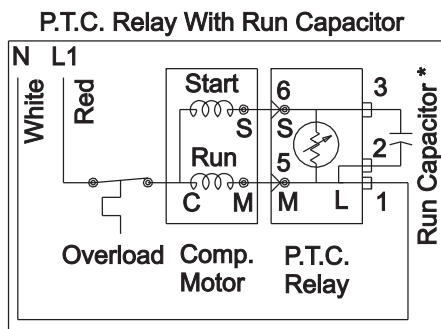 P.T.C. Relay With Run Capacitor
N L1
White
Red
Start
S
Run
C M
6
S
5
M
L
3
2
1
Run Capacitor *
Overload
Comp.
Motor
P.T.C.
Relay